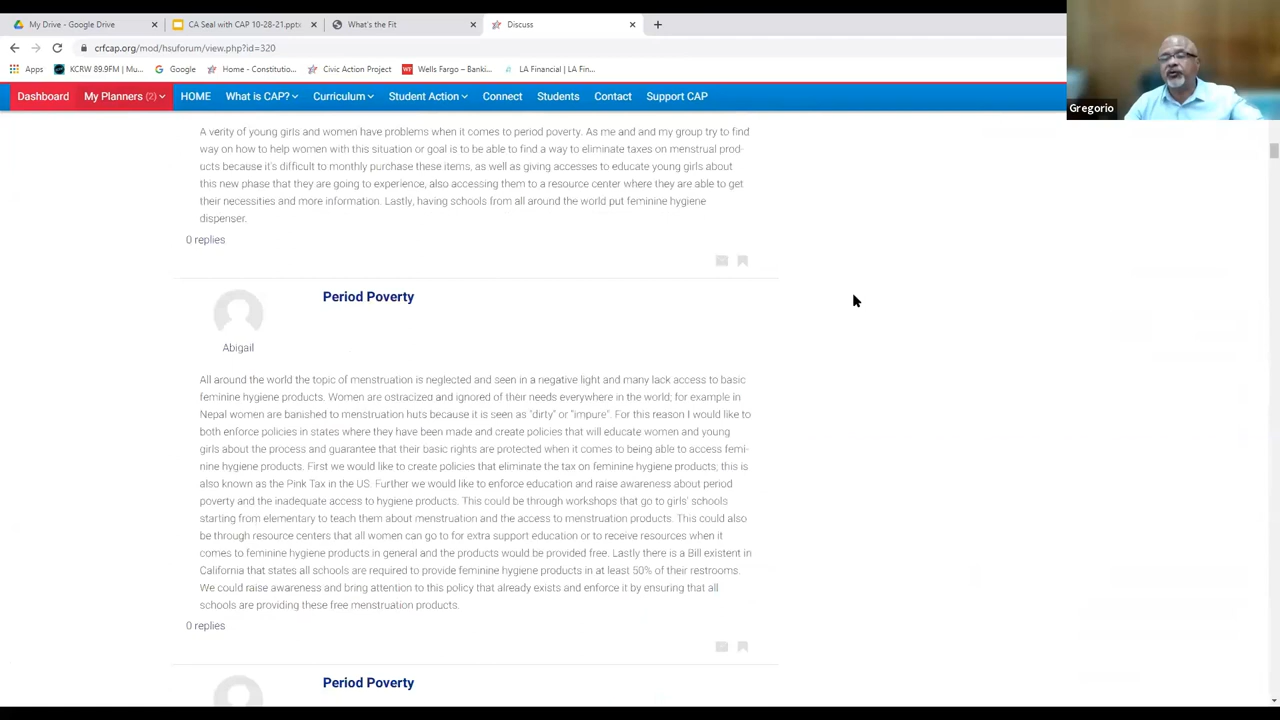 My Drive - Google Drive
CA Seal with CAP 10-28-21.pptx
What's the Fit
Discuss
crfcap.org/mod/hsuforum/view.php?id=320
Apps
KCRW 89.9FM | Mu...
Google
Home - Constitutio...
Civic Action Project
Wells Fargo – Banki...
LA Financial | LA Fin...
Gregorio
Dashboard
My Planners (2)
HOME
What is CAP?
Curriculum
Student Action
Connect
Students
Contact
Support CAP
A verity of young girls and women have problems when it comes to period poverty. As me and and my group try to find
way on how to help women with this situation or goal is to be able to find a way to eliminate taxes on menstrual prod-
ucts because it's difficult to monthly purchase these items, as well as giving accesses to educate young girls about
this new phase that they are going to experience, also accessing them to a resource center where they are able to get
their necessities and more information. Lastly, having schools from all around the world put feminine hygiene
dispenser.
0 replies
Period Poverty
Abigail
All around the world the topic of menstruation is neglected and seen in a negative light and many lack access to basic
feminine hygiene products. Women are ostracized and ignored of their needs everywhere in the world; for example in
Nepal women are banished to menstruation huts because it is seen as "dirty" or "impure". For this reason I would like to
both enforce policies in states where they have been made and create policies that will educate women and young
girls about the process and guarantee that their basic rights are protected when it comes to being able to access femi-
nine hygiene products. First we would like to create policies that eliminate the tax on feminine hygiene products, this is
also known as the Pink Tax in the US. Further we would like to enforce education and raise awareness about period
poverty and the inadequate access to hygiene products. This could be through workshops that go to girls' schools
starting from elementary to teach them about menstruation and the access to menstruation products. This could also
be through resource centers that all women can go to for extra support education or to receive resources when it
comes to feminine hygiene products in general and the products would be provided free. Lastly there is a Bill existent in
California that states all schools are required to provide feminine hygiene products in at least 50% of their restrooms.
We could raise awareness and bring attention to this policy that already exists and enforce it by ensuring that all
schools are providing these free menstruation products.
0 replies
Period Poverty